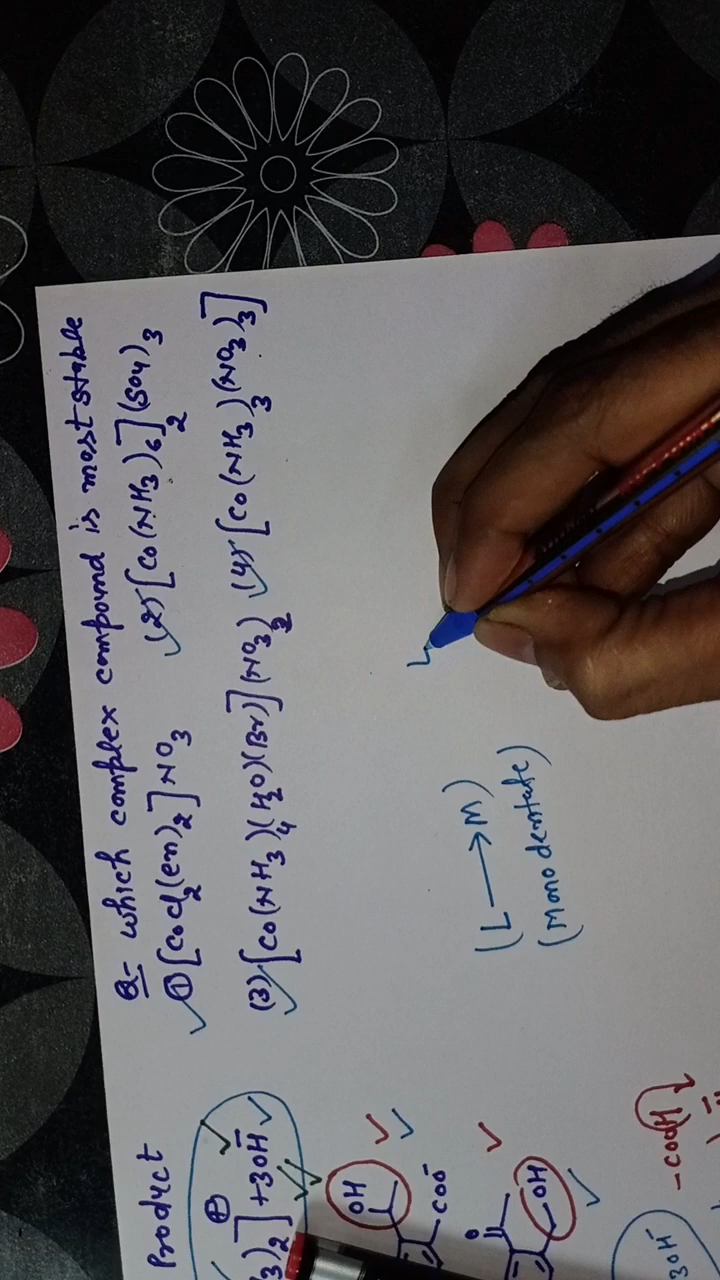 Q- which complex compound is most stable
① [CoCl2(en)2]NO3 (2) [Co(NH3)6]2(SO4)3
(3) [Co(NH3)4(H2O)(Br)](NO3)2 (4) [Co(NH3)3(NO3)3]
(L → M)
(Mono dentate)
L
Product
3)2]⊕ + 3OH-
OH
COO-
OH
-COOH
3OH-